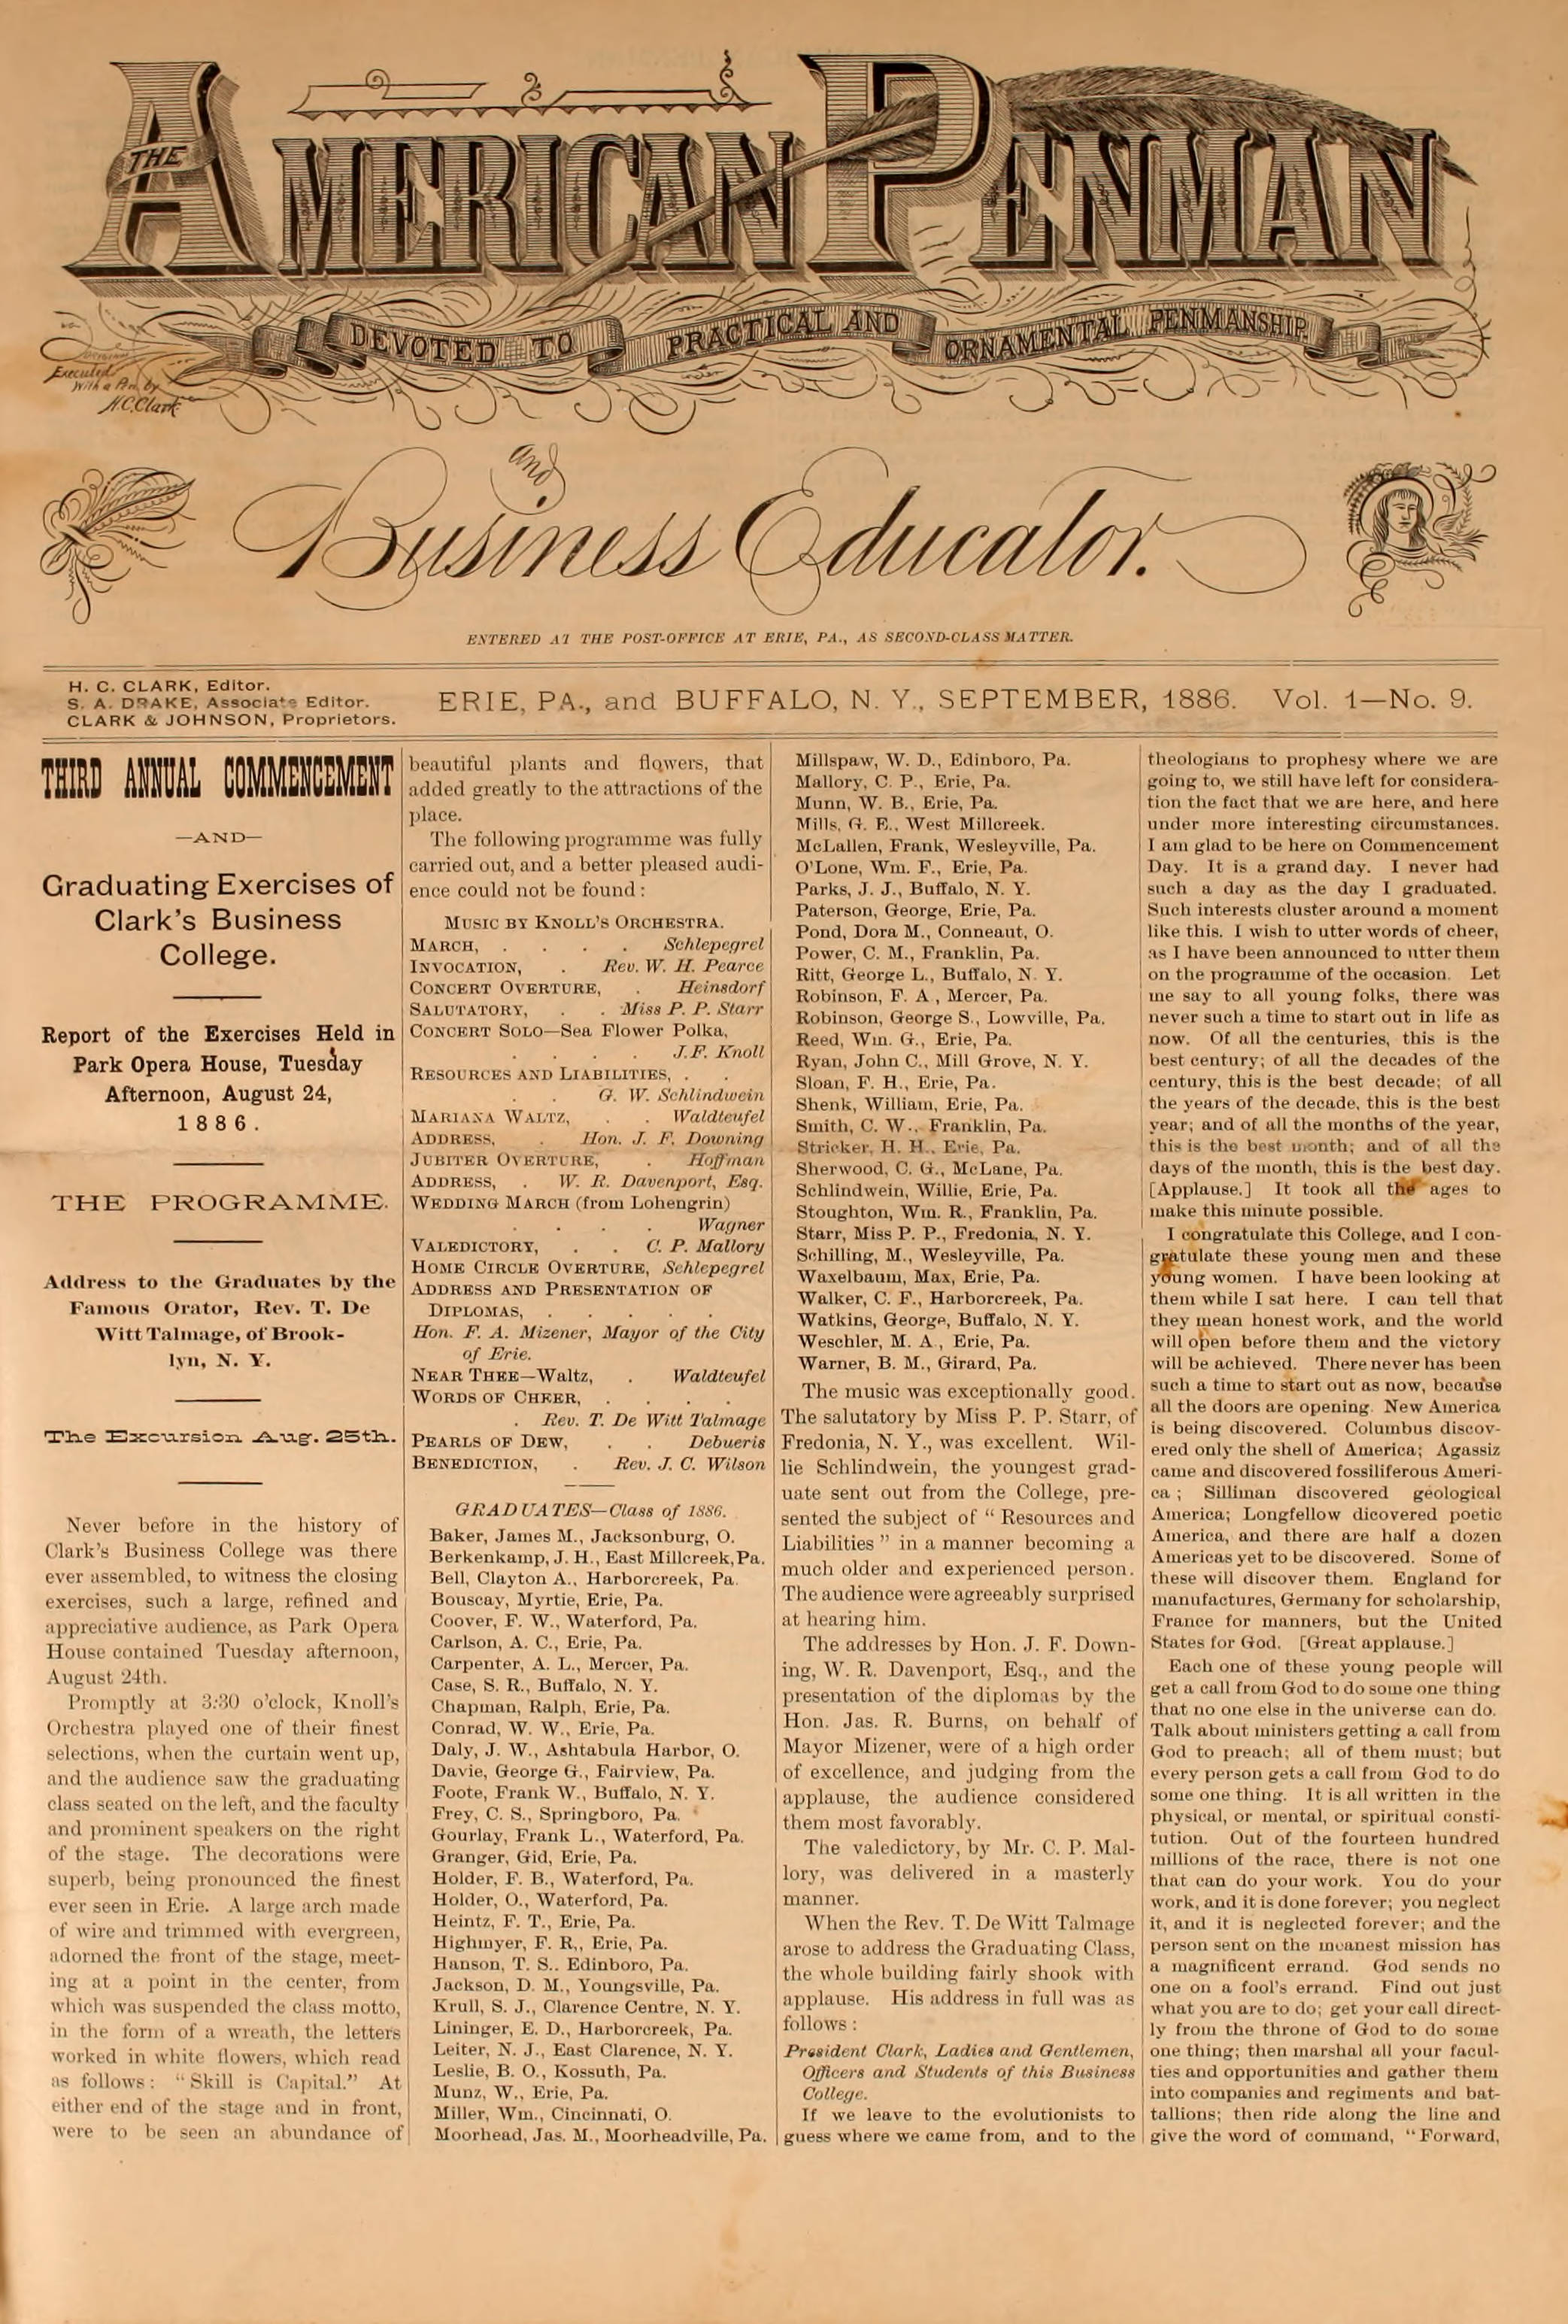 THE AMERICAN PENMAN
DEVOTED TO PRACTICAL AND ORNAMENTAL PENMANSHIP.
Executed
With a Pen by
H.C.Clark
and
Business Educator.
ENTERED AT THE POST-OFFICE AT ERIE, PA., AS SECOND-CLASS MATTER.
H. C. CLARK, Editor.
S. A. DRAKE, Associate Editor.
CLARK & JOHNSON, Proprietors.
ERIE, PA., and BUFFALO, N. Y., SEPTEMBER, 1886. Vol. 1—No. 9.
THIRD ANNUAL COMMENCEMENT
—AND—
Graduating Exercises of
Clark's Business
College.
Report of the Exercises Held in
Park Opera House, Tuesday
Afternoon, August 24,
1886.
THE PROGRAMME.
Address to the Graduates by the
Famous Orator, Rev. T. De
Witt Talmage, of Brook-
lyn, N. Y.
The Excursion Aug. 25th.
Never before in the history of
Clark's Business College was there
ever assembled, to witness the closing
exercises, such a large, refined and
appreciative audience, as Park Opera
House contained Tuesday afternoon,
August 24th.
Promptly at 3:30 o'clock, Knoll's
Orchestra played one of their finest
selections, when the curtain went up,
and the audience saw the graduating
class seated on the left, and the faculty
and prominent speakers on the right
of the stage. The decorations were
superb, being pronounced the finest
ever seen in Erie. A large arch made
of wire and trimmed with evergreen,
adorned the front of the stage, meet-
ing at a point in the center, from
which was suspended the class motto,
in the form of a wreath, the letters
worked in white flowers, which read
as follows: "Skill is Capital." At
either end of the stage and in front,
were to be seen an abundance of
beautiful plants and flowers, that
added greatly to the attractions of the
place.
The following programme was fully
carried out, and a better pleased audi-
ence could not be found:
MUSIC BY KNOLL'S ORCHESTRA.
MARCH, . . . . Schlepegrel
INVOCATION, . Rev. W. H. Pearce
CONCERT OVERTURE, . Heinsdorf
SALUTATORY, . . Miss P. P. Starr
CONCERT SOLO—Sea Flower Polka,
. . . . J.F. Knoll
RESOURCES AND LIABILITIES, . .
. . G. W. Schlindwein
MARIANA WALTZ, . . Waldteufel
ADDRESS, . Hon. J. F. Downing
JUBITER OVERTURE, . Hoffman
ADDRESS, . W. R. Davenport, Esq.
WEDDING MARCH (from Lohengrin)
. . . . Wagner
VALEDICTORY, . . C. P. Mallory
HOME CIRCLE OVERTURE, Schlepegrel
ADDRESS AND PRESENTATION OF
DIPLOMAS, . . . . .
Hon. F. A. Mizener, Mayor of the City
of Erie.
NEAR THEE—Waltz, . Waldteufel
WORDS OF CHEER, . . . .
. Rev. T. De Witt Talmage
PEARLS OF DEW, . . Debueris
BENEDICTION, . Rev. J. C. Wilson
GRADUATES—Class of 1886.
Baker, James M., Jacksonburg, O.
Berkenkamp, J. H., East Millcreek, Pa.
Bell, Clayton A., Harborcreek, Pa.
Bouscay, Myrtie, Erie, Pa.
Coover, F. W., Waterford, Pa.
Carlson, A. C., Erie, Pa.
Carpenter, A. L., Mercer, Pa.
Case, S. R., Buffalo, N. Y.
Chapman, Ralph, Erie, Pa.
Conrad, W. W., Erie, Pa.
Daly, J. W., Ashtabula Harbor, O.
Davie, George G., Fairview, Pa.
Foote, Frank W., Buffalo, N. Y.
Frey, C. S., Springboro, Pa.
Gourlay, Frank L., Waterford, Pa.
Granger, Gid, Erie, Pa.
Holder, F. B., Waterford, Pa.
Holder, O., Waterford, Pa.
Heintz, F. T., Erie, Pa.
Highmyer, F. R., Erie, Pa.
Hanson, T. S.. Edinboro, Pa.
Jackson, D. M., Youngsville, Pa.
Krull, S. J., Clarence Centre, N. Y.
Lininger, E. D., Harborcreek, Pa.
Leiter, N. J., East Clarence, N. Y.
Leslie, B. O., Kossuth, Pa.
Munz, W., Erie, Pa.
Miller, Wm., Cincinnati, O.
Moorhead, Jas. M., Moorheadville, Pa.
Millspaw, W. D., Edinboro, Pa.
Mallory, C. P., Erie, Pa.
Munn, W. B., Erie, Pa.
Mills, G. E., West Millcreek.
McLallen, Frank, Wesleyville, Pa.
O'Lone, Wm. F., Erie, Pa.
Parks, J. J., Buffalo, N. Y.
Paterson, George, Erie, Pa.
Pond, Dora M., Conneaut, O.
Power, C. M., Franklin, Pa.
Ritt, George L., Buffalo, N. Y.
Robinson, F. A , Mercer, Pa.
Robinson, George S., Lowville, Pa.
Reed, Wm. G., Erie, Pa.
Ryan, John C., Mill Grove, N. Y.
Sloan, F. H., Erie, Pa.
Shenk, William, Erie, Pa.
Smith, C. W., Franklin, Pa.
Stricker, H. H., Erie, Pa.
Sherwood, C. G., McLane, Pa.
Schlindwein, Willie, Erie, Pa.
Stoughton, Wm. R., Franklin, Pa.
Starr, Miss P. P., Fredonia, N. Y.
Schilling, M., Wesleyville, Pa.
Waxelbaum, Max, Erie, Pa.
Walker, C. F., Harborcreek, Pa.
Watkins, George, Buffalo, N. Y.
Weschler, M. A , Erie, Pa.
Warner, B. M., Girard, Pa.
The music was exceptionally good.
The salutatory by Miss P. P. Starr, of
Fredonia, N. Y., was excellent. Wil-
lie Schlindwein, the youngest grad-
uate sent out from the College, pre-
sented the subject of "Resources and
Liabilities" in a manner becoming a
much older and experienced person.
The audience were agreeably surprised
at hearing him.
The addresses by Hon. J. F. Down-
ing, W. R. Davenport, Esq., and the
presentation of the diplomas by the
Hon. Jas. R. Burns, on behalf of
Mayor Mizener, were of a high order
of excellence, and judging from the
applause, the audience considered
them most favorably.
The valedictory, by Mr. C. P. Mal-
lory, was delivered in a masterly
manner.
When the Rev. T. De Witt Talmage
arose to address the Graduating Class,
the whole building fairly shook with
applause. His address in full was as
follows:
President Clark, Ladies and Gentlemen,
Officers and Students of this Business
College.
If we leave to the evolutionists to
guess where we came from, and to the
theologians to prophesy where we are
going to, we still have left for considera-
tion the fact that we are here, and here
under more interesting circumstances.
I am glad to be here on Commencement
Day. It is a grand day. I never had
such a day as the day I graduated.
Such interests cluster around a moment
like this. I wish to utter words of cheer,
as I have been announced to utter them
on the programme of the occasion. Let
me say to all young folks, there was
never such a time to start out in life as
now. Of all the centuries, this is the
best century; of all the decades of the
century, this is the best decade; of all
the years of the decade, this is the best
year; and of all the months of the year,
this is the best month; and of all the
days of the month, this is the best day.
[Applause.] It took all the ages to
make this minute possible.
I congratulate this College, and I con-
gratulate these young men and these
young women. I have been looking at
them while I sat here. I can tell that
they mean honest work, and the world
will open before them and the victory
will be achieved. There never has been
such a time to start out as now, because
all the doors are opening. New America
is being discovered. Columbus discov-
ered only the shell of America; Agassiz
came and discovered fossiliferous Ameri-
ca; Silliman discovered geological
America; Longfellow dicovered poetic
America, and there are half a dozen
Americas yet to be discovered. Some of
these will discover them. England for
manufactures, Germany for scholarship,
France for manners, but the United
States for God. [Great applause.]
Each one of these young people will
get a call from God to do some one thing
that no one else in the universe can do.
Talk about ministers getting a call from
God to preach; all of them must; but
every person gets a call from God to do
some one thing. It is all written in the
physical, or mental, or spiritual consti-
tution. Out of the fourteen hundred
millions of the race, there is not one
that can do your work. You do your
work, and it is done forever; you neglect
it, and it is neglected forever; and the
person sent on the meanest mission has
a magnificent errand. God sends no
one on a fool's errand. Find out just
what you are to do; get your call direct-
ly from the throne of God to do some
one thing; then marshal all your facul-
ties and opportunities and gather them
into companies and regiments and bat-
tallions; then ride along the line and
give the word of command, "Forward,